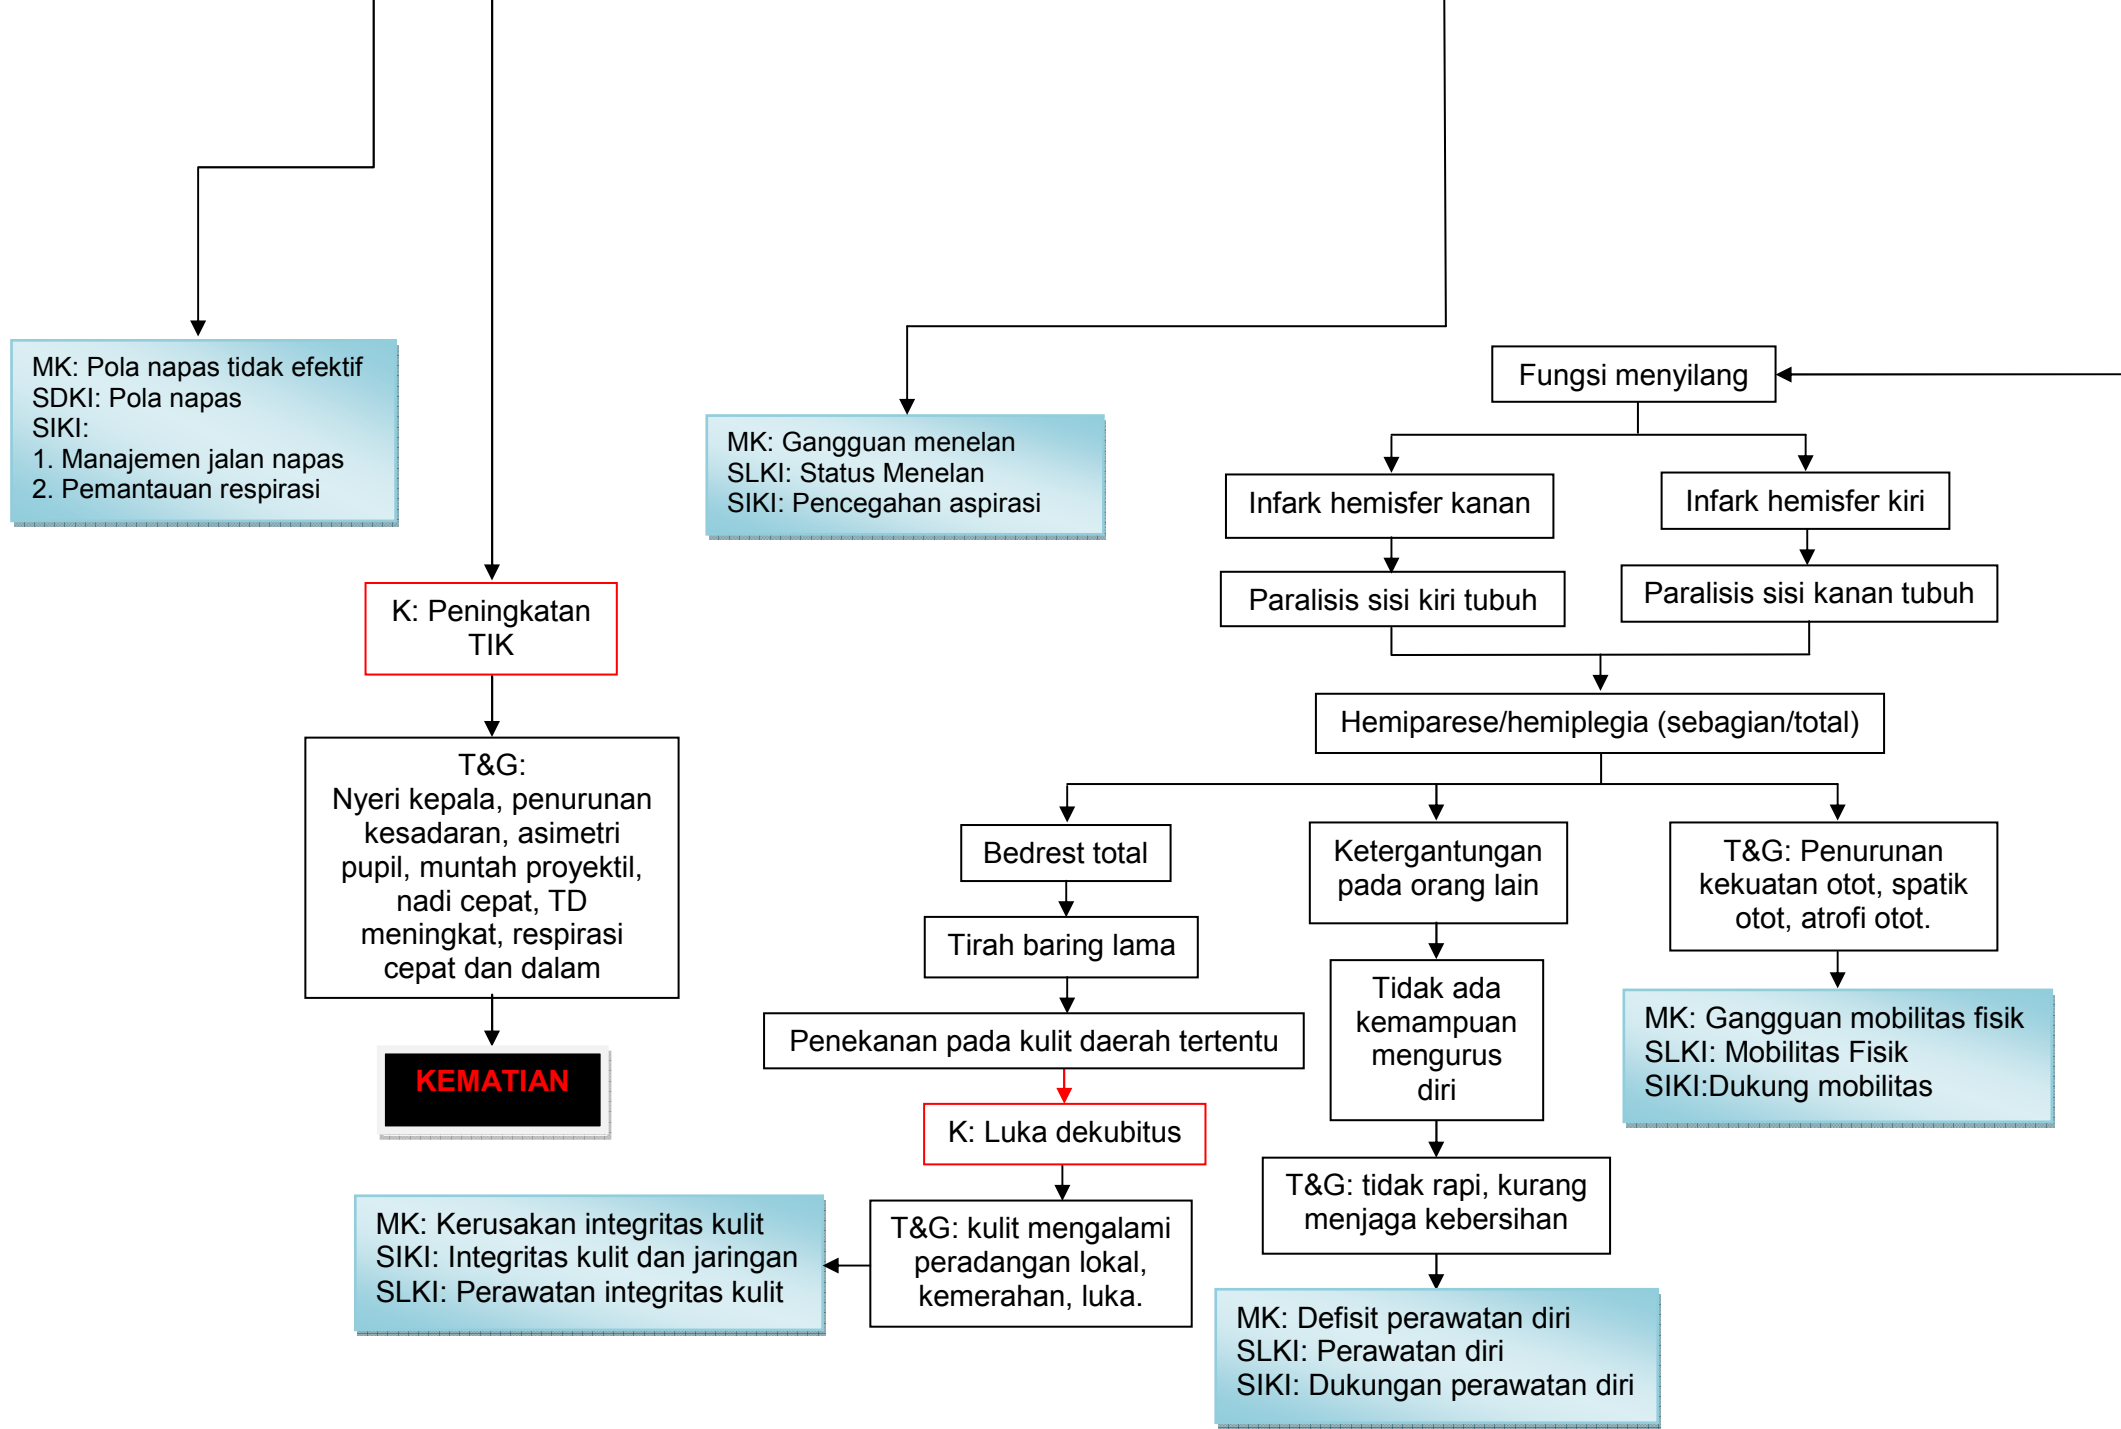 MK: Pola napas tidak efektif
SDKI: Pola napas
SIKI:
1. Manajemen jalan napas
2. Pemantauan respirasi
MK: Gangguan menelan
SLKI: Status Menelan
SIKI: Pencegahan aspirasi
Fungsi menyilang
Infark hemisfer kanan
Infark hemisfer kiri
Paralisis sisi kiri tubuh
Paralisis sisi kanan tubuh
Hemiparese/hemiplegia (sebagian/total)
K: Peningkatan
TIK
T&G:
Nyeri kepala, penurunan
kesadaran, asimetri
pupil, muntah proyektil,
nadi cepat, TD
meningkat, respirasi
cepat dan dalam
KEMATIAN
Bedrest total
Tirah baring lama
Penekanan pada kulit daerah tertentu
K: Luka dekubitus
T&G: kulit mengalami
peradangan lokal,
kemerahan, luka.
MK: Kerusakan integritas kulit
SIKI: Integritas kulit dan jaringan
SLKI: Perawatan integritas kulit
Ketergantungan
pada orang lain
Tidak ada
kemampuan
mengurus
diri
T&G: tidak rapi, kurang
menjaga kebersihan
MK: Defisit perawatan diri
SLKI: Perawatan diri
SIKI: Dukungan perawatan diri
T&G: Penurunan
kekuatan otot, spatik
otot, atrofi otot.
MK: Gangguan mobilitas fisik
SLKI: Mobilitas Fisik
SIKI:Dukung mobilitas